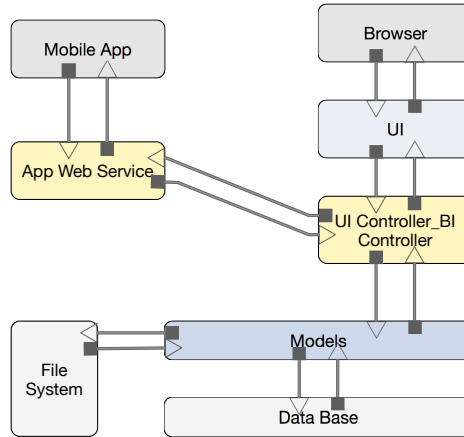 Mobile App
Browser
UI
App Web Service
UI Controller_BI
Controller
Models
File
System
Data Base